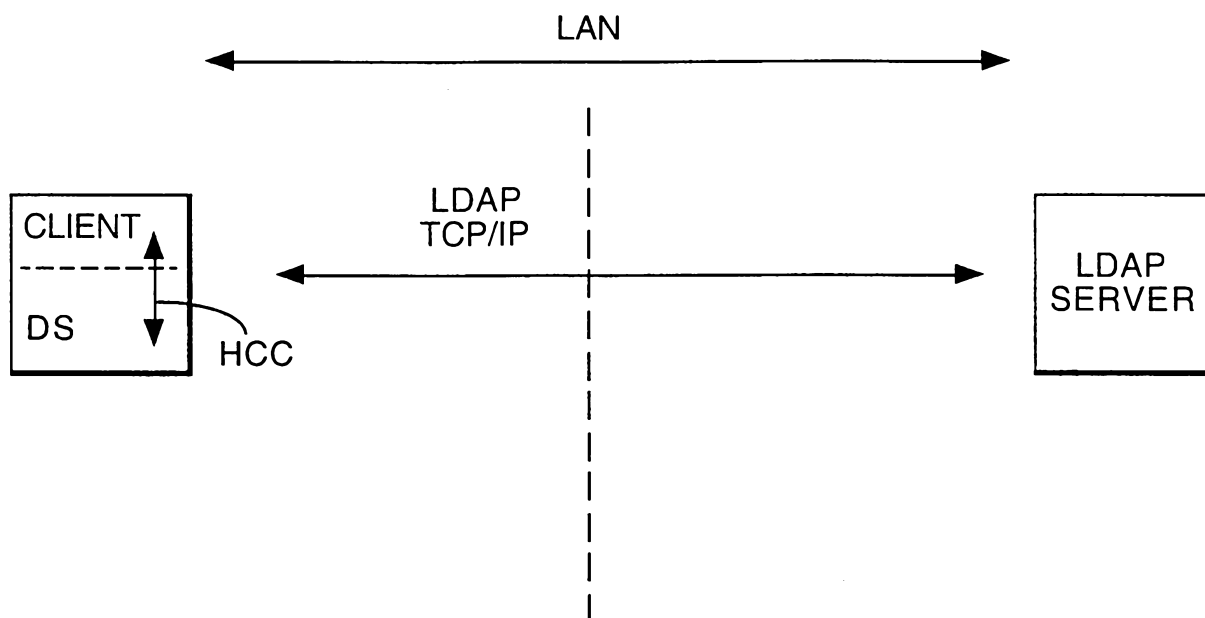 LAN
LDAP
TCP/IP
CLIENT
DS
HCC
LDAP
SERVER